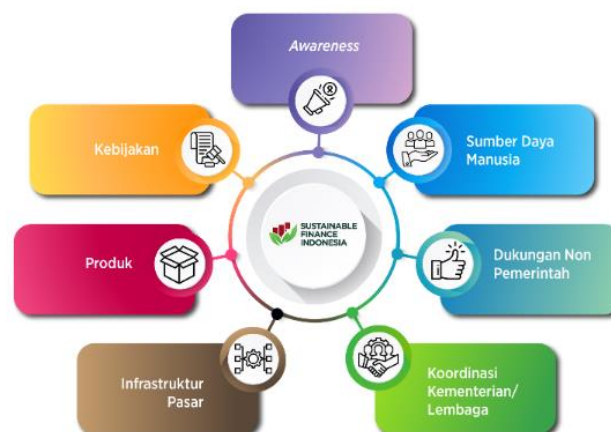 Awareness
Kebijakan
Sumber Daya
Manusia
SUSTAINABLE
FINANCE
INDONESIA
Produk
Dukungan Non
Pemerintah
Infrastruktur
Pasar
Koordinasi
Kementerian/
Lembaga